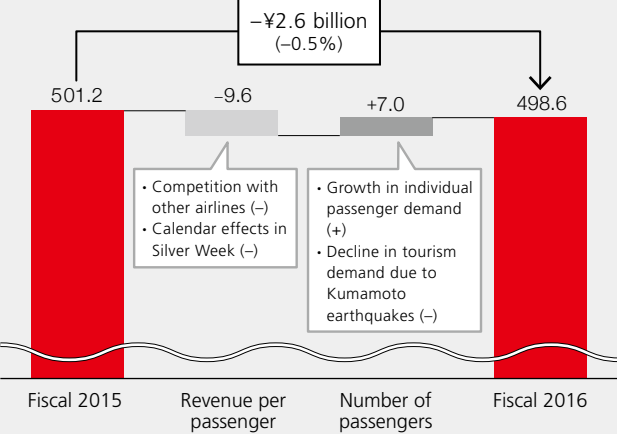 –¥2.6 billion
(–0.5%)
501.2
–9.6
+7.0
498.6
• Competition with
other airlines (–)
• Calendar effects in
Silver Week (–)
• Growth in individual
passenger demand
(+)
• Decline in tourism
demand due to
Kumamoto
earthquakes (–)
Fiscal 2015
Revenue per
passenger
Number of
passengers
Fiscal 2016